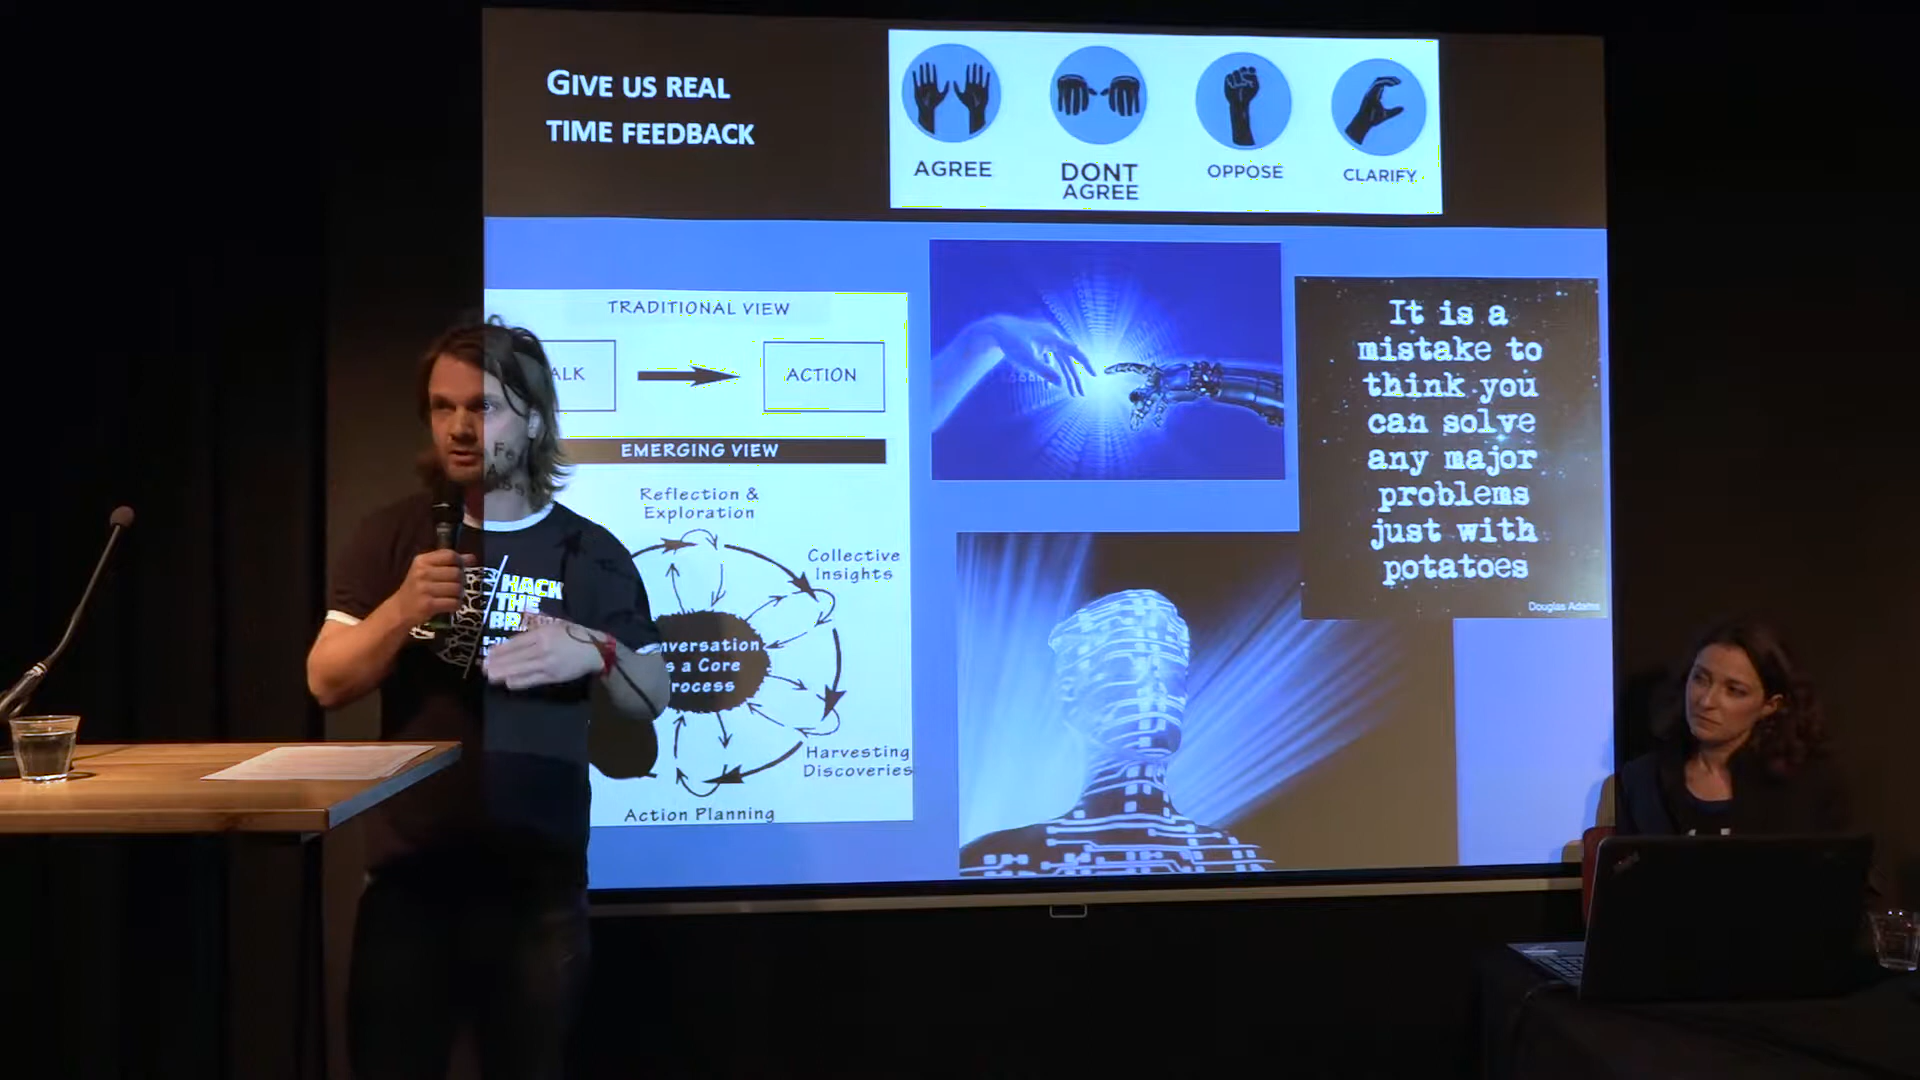 GIVE US REAL
TIME FEEDBACK
AGREE
DONT
AGREE
OPPOSE
CLARIFY
TRADITIONAL VIEW
ALK
ACTION
EMERGING VIEW
Reflection &
Exploration
Collective
Insights
nversation
s a Core
rocess
Harvesting
Discoveries
Action Planning
It is a
mistake to
think you
can solve
any major
problems
just with
potatoes
Douglas Adams
HACK
THE
BR